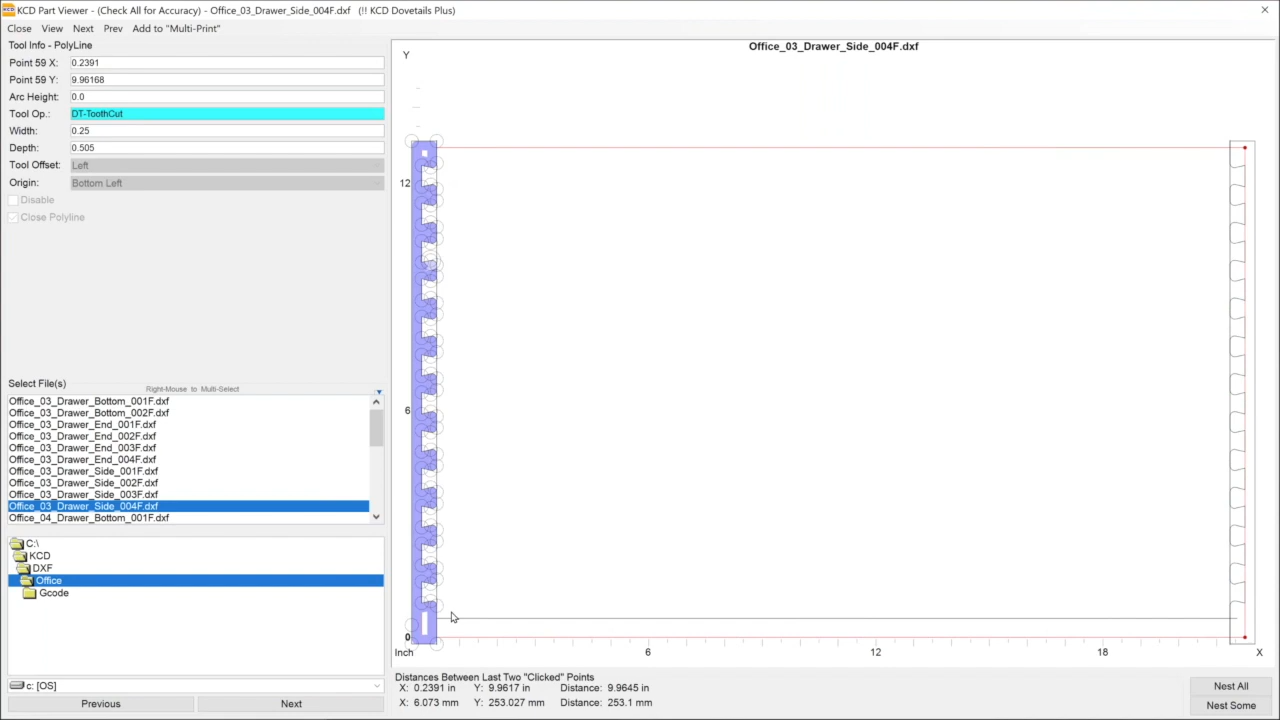 KCD Part Viewer - (Check All for Accuracy) - Office_03_Drawer_Side_004F.dxf (!! KCD Dovetails Plus)
Close View Next Prev Add to "Multi-Print"
Tool Info - PolyLine
Point 59 X: 0.2391
Point 59 Y: 9.96168
Arc Height: 0.0
Tool Op.: DT-ToothCut
Width: 0.25
Depth: 0.505
Tool Offset: Left
Origin: Bottom Left
Disable
Close Polyline
Select File(s)
Right-Mouse to Multi-Select
Office_03_Drawer_Bottom_001F.dxf
Office_03_Drawer_Bottom_002F.dxf
Office_03_Drawer_End_001F.dxf
Office_03_Drawer_End_002F.dxf
Office_03_Drawer_End_003F.dxf
Office_03_Drawer_End_004F.dxf
Office_03_Drawer_Side_001F.dxf
Office_03_Drawer_Side_002F.dxf
Office_03_Drawer_Side_003F.dxf
Office_03_Drawer_Side_004F.dxf
Office_04_Drawer_Bottom_001F.dxf
C:\
KCD
DXF
Office
Gcode
c: [OS]
Previous Next
Office_03_Drawer_Side_004F.dxf
Y
12
6
0
Inch 6 12 18 X
Distances Between Last Two "Clicked" Points
X: 0.2391 in Y: 9.9617 in Distance: 9.9645 in
X: 6.073 mm Y: 253.027 mm Distance: 253.1 mm
Nest All
Nest Some